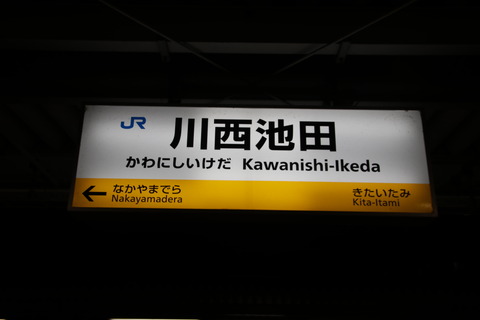 JR 川西池田
かわにしいけだ Kawanishi-Ikeda
← なかやまでら きたいたみ
Nakayamadera Kita-Itami